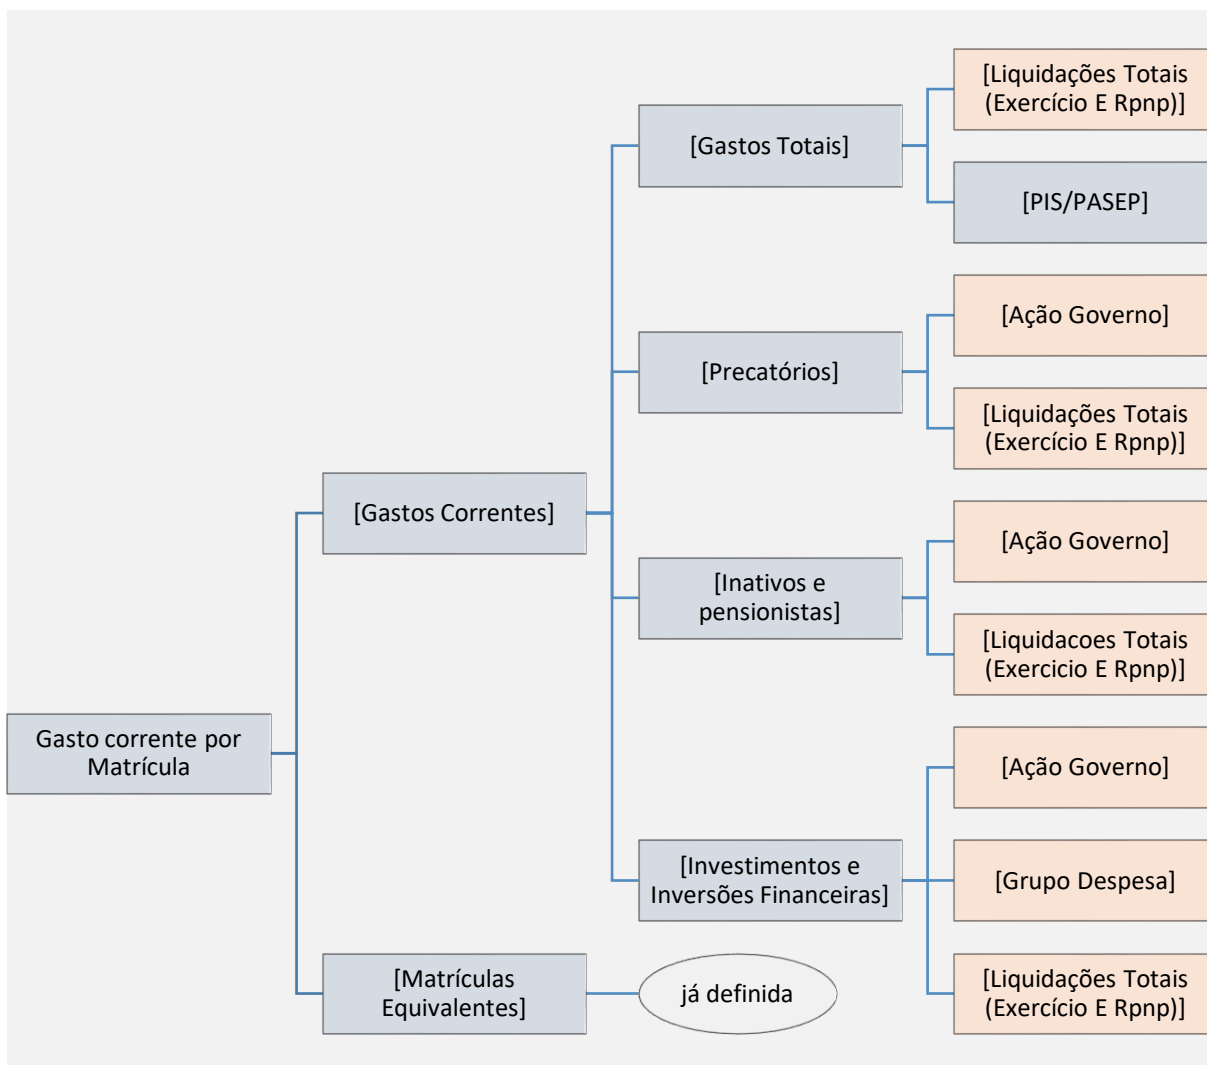 [Liquidações Totais
(Exercício E Rpnp)]
[Gastos Totais]
[PIS/PASEP]
[Ação Governo]
[Precatórios]
[Liquidações Totais
(Exercício E Rpnp)]
[Gastos Correntes]
[Ação Governo]
[Inativos e
pensionistas]
[Liquidacoes Totais
(Exercicio E Rpnp)]
Gasto corrente por
Matrícula
[Ação Governo]
[Investimentos e
Inversões Financeiras]
[Grupo Despesa]
[Matrículas
Equivalentes]
já definida
[Liquidações Totais
(Exercício E Rpnp)]